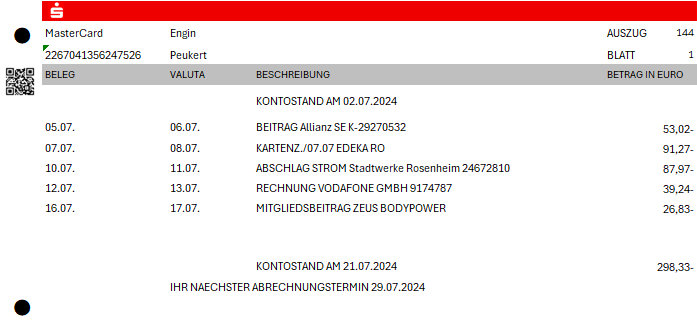 MasterCard Engin AUSZUG 144
2267041356247526 Peukert BLATT 1
BELEG VALUTA BESCHREIBUNG BETRAG IN EURO
KONTOSTAND AM 02.07.2024
05.07. 06.07. BEITRAG Allianz SE K-29270532 53,02-
07.07. 08.07. KARTENZ./07.07 EDEKA RO 91,27-
10.07. 11.07. ABSCHLAG STROM Stadtwerke Rosenheim 24672810 87,97-
12.07. 13.07. RECHNUNG VODAFONE GMBH 9174787 39,24-
16.07. 17.07. MITGLIEDSBEITRAG ZEUS BODYPOWER 26,83-
KONTOSTAND AM 21.07.2024 298,33-
IHR NAECHSTER ABRECHNUNGSTERMIN 29.07.2024